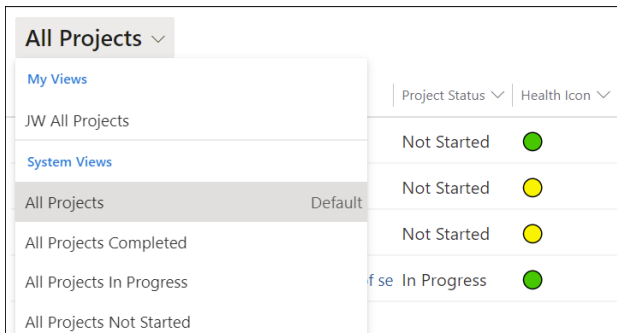 All Projects
My Views
Project Status Health Icon
JW All Projects
Not Started
System Views
Not Started
All Projects Default
Not Started
All Projects Completed
All Projects In Progress of se In Progress
All Projects Not Started